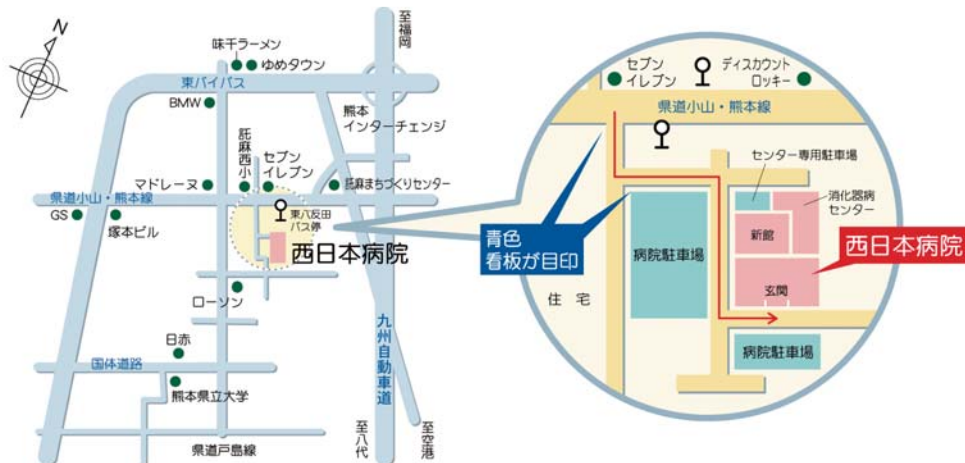 N
味千ラーメン
ゆめタウン
東バイパス
BMW
至福岡
熊本
インターチェンジ
託麻西小
セブン
イレブン
マドレーヌ
託麻まちづくりセンター
県道小山・熊本線
GS
塚本ビル
東八反田
バス停
西日本病院
ローソン
日赤
国体道路
熊本県立大学
県道戸島線
九州自動車道
至八代
至空港
セブン
イレブン
ディスカウント
ロッキー
県道小山・熊本線
センター専用駐車場
消化器病
センター
新館
青色
看板が目印
病院駐車場
西日本病院
玄関
住 宅
病院駐車場